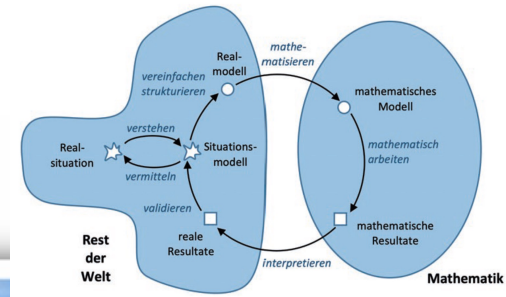 Real-
modell
mathe-
matisieren
vereinfachen
strukturieren
mathematisches
Modell
verstehen
Real-
situation
Situations-
modell
mathematisch
arbeiten
vermitteln
validieren
reale
Resultate
mathematische
Resultate
interpretieren
Rest
der
Welt
Mathematik